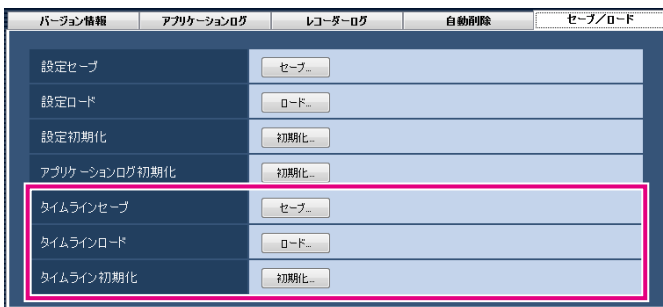 バージョン情報 アプリケーションログ レコーダーログ 自動削除 セーブ／ロード
設定セーブ セーブ...
設定ロード ロード...
設定初期化 初期化...
アプリケーションログ初期化 初期化...
タイムラインセーブ セーブ...
タイムラインロード ロード...
タイムライン初期化 初期化...